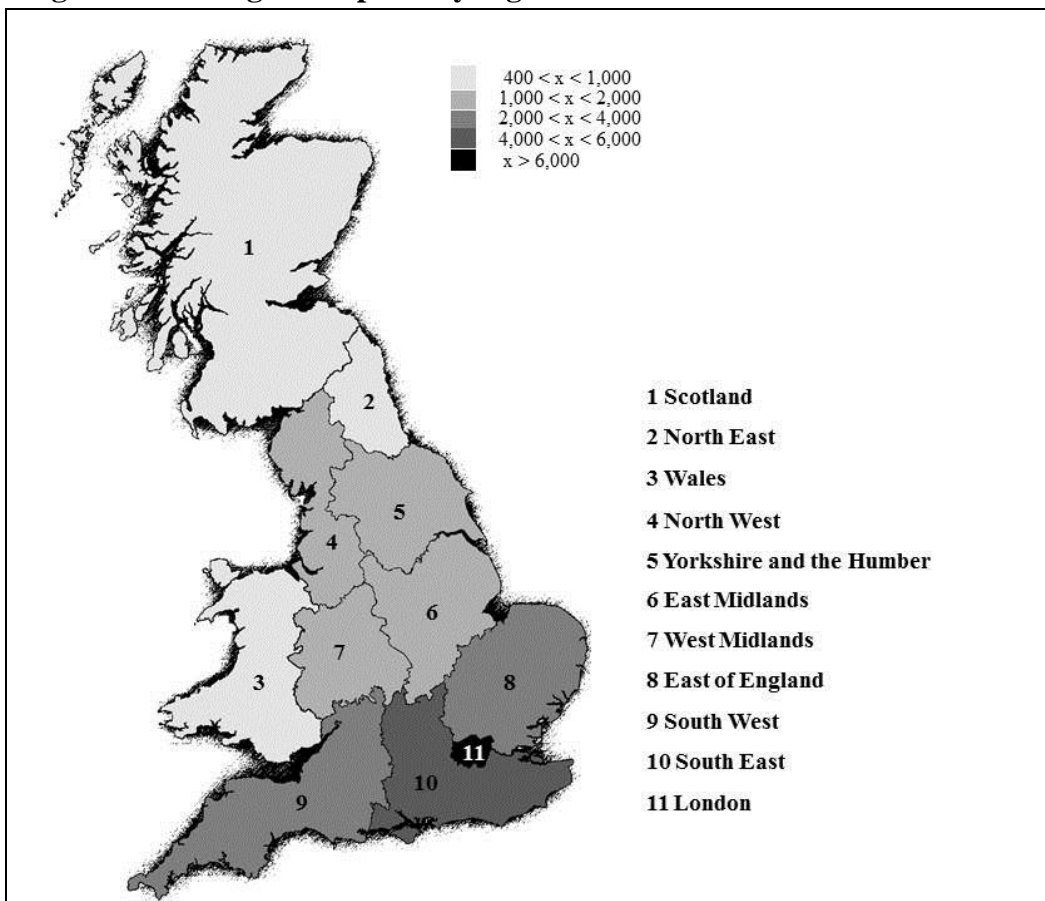 400 < x < 1,000
1,000 < x < 2,000
2,000 < x < 4,000
4,000 < x < 6,000
x > 6,000
1
2
3
4
5
6
7
8
9
10
11
1 Scotland
2 North East
3 Wales
4 North West
5 Yorkshire and the Humber
6 East Midlands
7 West Midlands
8 East of England
9 South West
10 South East
11 London